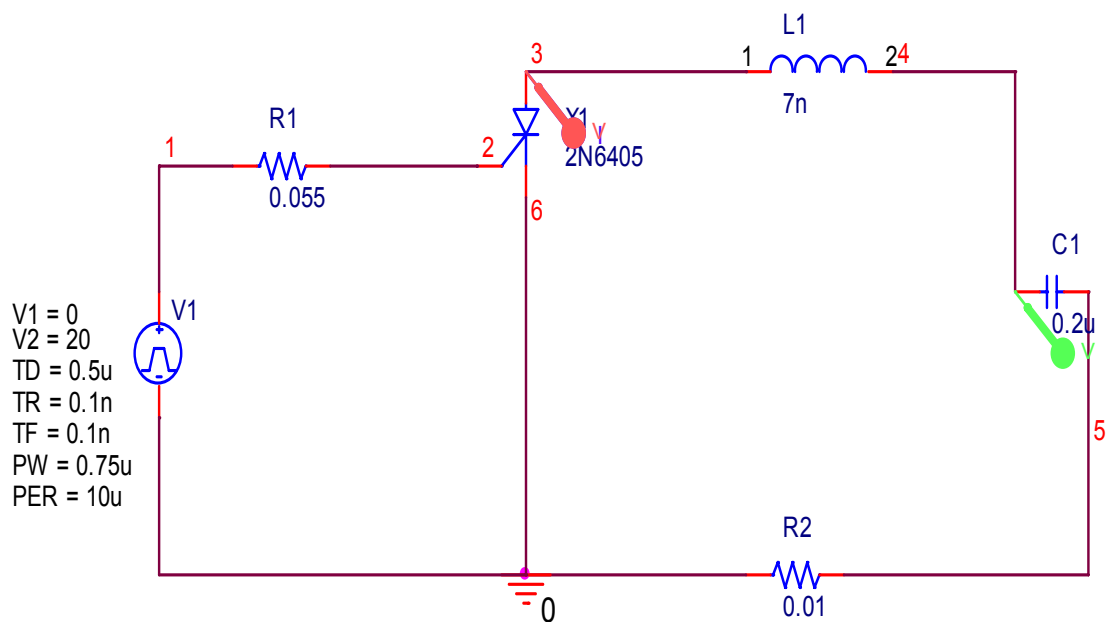 L1
3
1
24
7n
R1
X1
V
1
2
2N6405
0.055
6
C1
V1 = 0
V1
V2 = 20
0.2u
V
TD = 0.5u
TR = 0.1n
TF = 0.1n
5
PW = 0.75u
PER = 10u
R2
0
0.01